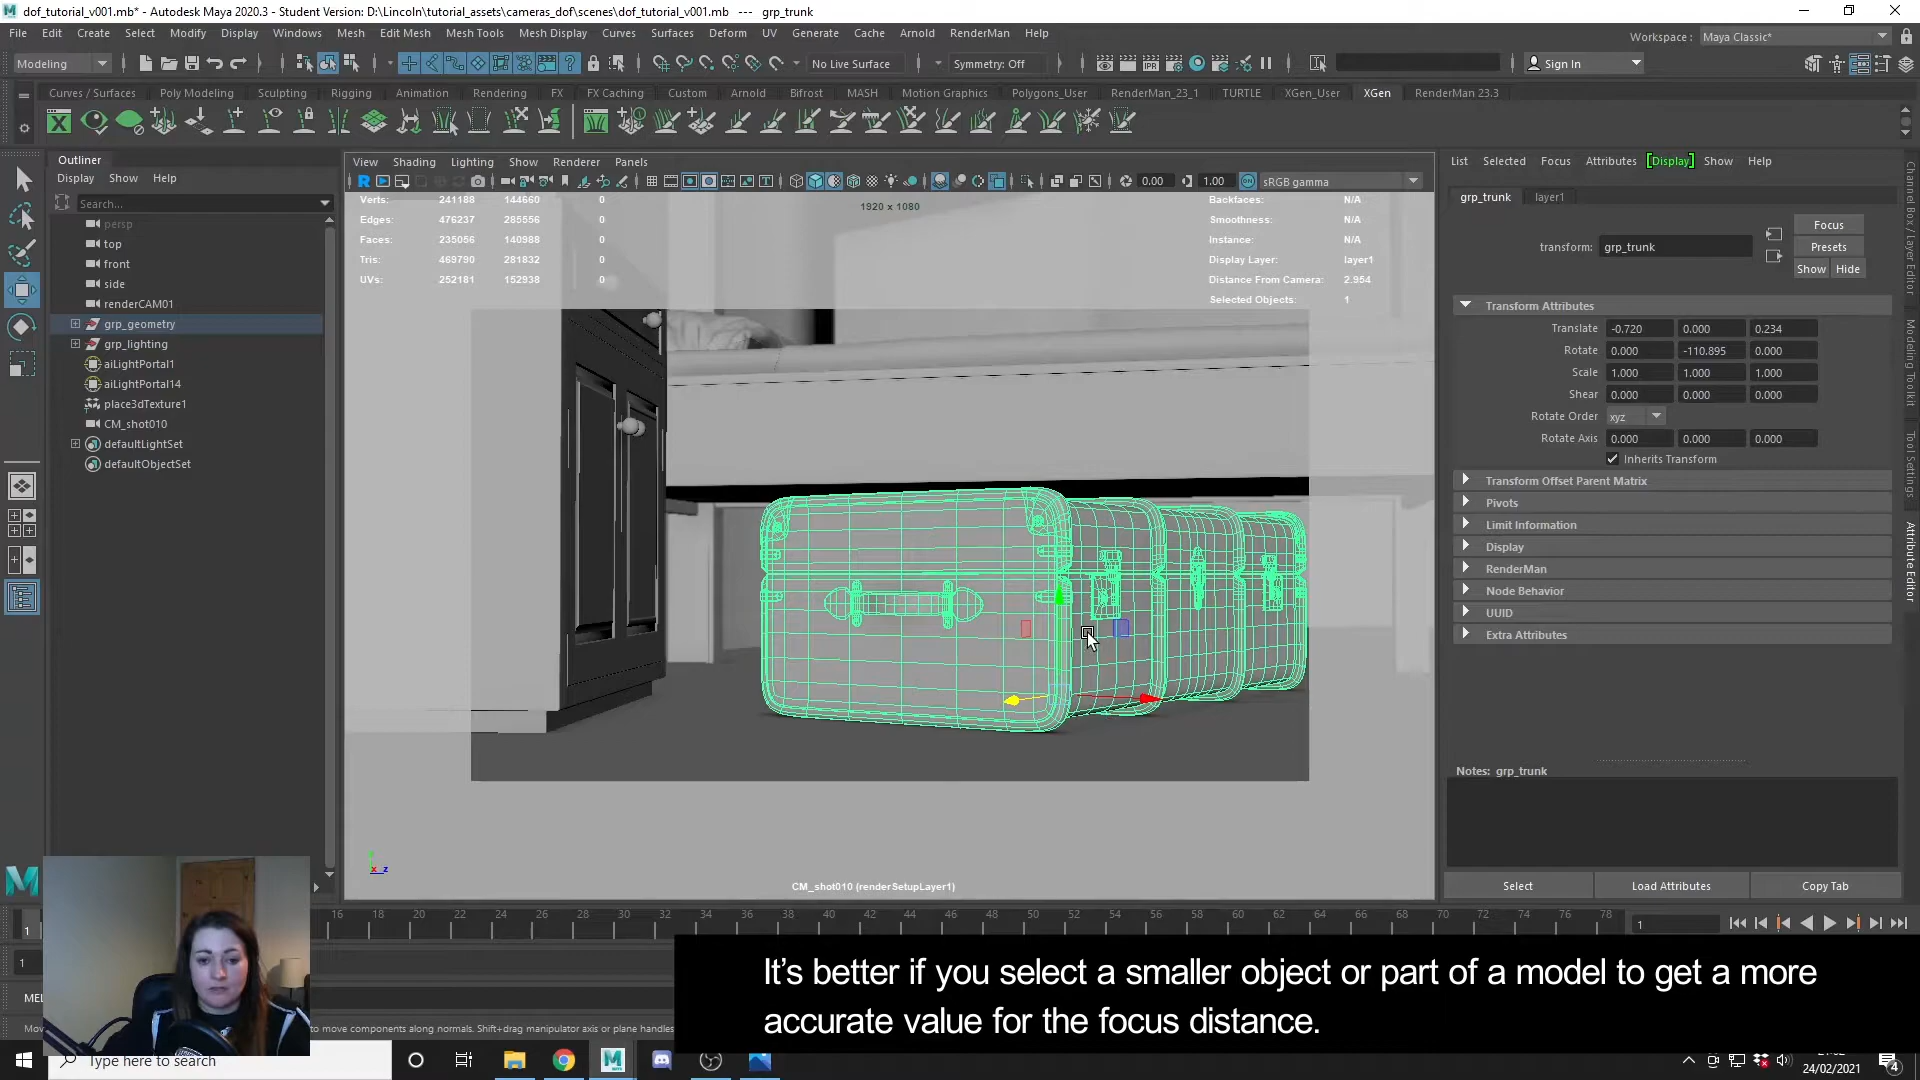 dof_tutorial_v001.mb* - Autodesk Maya 2020.3 - Student Version: D:\Lincoln\tutorial_assets\cameras_dof\scenes\dof_tutorial_v001.mb --- grp_trunk
File Edit Create Select Modify Display Windows Mesh Edit Mesh Mesh Tools Mesh Display Curves Surfaces Deform UV Generate Cache Arnold RenderMan Help
Workspace : Maya Classic*
Modeling
No Live Surface
Symmetry: Off
Sign In
Curves / Surfaces Poly Modeling Sculpting Rigging Animation Rendering FX FX Caching Custom Arnold Bifrost MASH Motion Graphics Polygons_User RenderMan_23_1 TURTLE XGen_User XGen RenderMan 23.3
Outliner
Display Show Help
Search...
persp
top
front
side
renderCAM01
grp_geometry
grp_lighting
aiLightPortal1
aiLightPortal14
place3dTexture1
CM_shot010
defaultLightSet
defaultObjectSet
View Shading Lighting Show Renderer Panels
0.00 1.00 sRGB gamma
Verts: 241188 144660 0
Edges: 476237 285556 0
Faces: 235056 140988 0
Tris: 469790 281832 0
UVs: 252181 152938 0
1920 x 1080
Backfaces: N/A
Smoothness: N/A
Instance: N/A
Display Layer: layer1
Distance From Camera: 2.954
Selected Objects: 1
CM_shot010 (renderSetupLayer1)
List Selected Focus Attributes [Display] Show Help
grp_trunk layer1
transform: grp_trunk
Focus
Presets
Show Hide
Transform Attributes
Translate -0.720 0.000 0.234
Rotate 0.000 -110.895 0.000
Scale 1.000 1.000 1.000
Shear 0.000 0.000 0.000
Rotate Order xyz
Rotate Axis 0.000 0.000 0.000
Inherits Transform
Transform Offset Parent Matrix
Pivots
Limit Information
Display
RenderMan
Node Behavior
UUID
Extra Attributes
Notes: grp_trunk
Select Load Attributes Copy Tab
Channel Box / Layer Editor
Modeling Toolkit
Tool Settings
Attribute Editor
1 16 18 20 22 24 26 28 30 32 34 36 38 40 42 44 46 48 50 52 54 56 58 60 62 64 66 68 70 72 74 76 78
1
1
MEL
to move components along normals. Shift+drag manipulator axis or plane handles
It's better if you select a smaller object or part of a model to get a more
accurate value for the focus distance.
Type here to search
24/02/2021
4